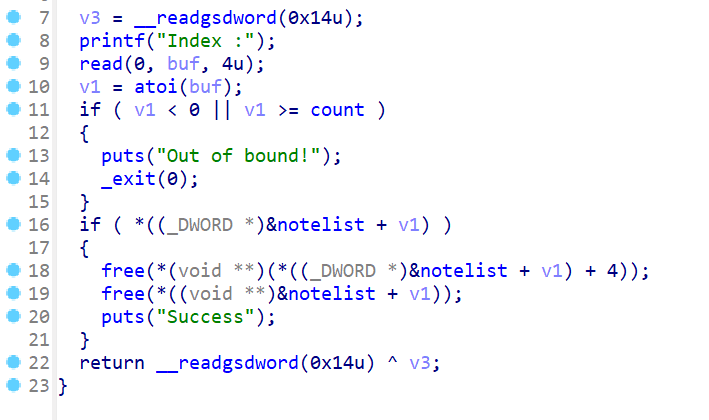 7 v3 = __readgsdword(0x14u);
8 printf("Index :");
9 read(0, buf, 4u);
10 v1 = atoi(buf);
11 if ( v1 < 0 || v1 >= count )
12 {
13 puts("Out of bound!");
14 _exit(0);
15 }
16 if ( *((_DWORD *)&notelist + v1) )
17 {
18 free(*(void **)(*((_DWORD *)&notelist + v1) + 4));
19 free(*((void **)&notelist + v1));
20 puts("Success");
21 }
22 return __readgsdword(0x14u) ^ v3;
23 }